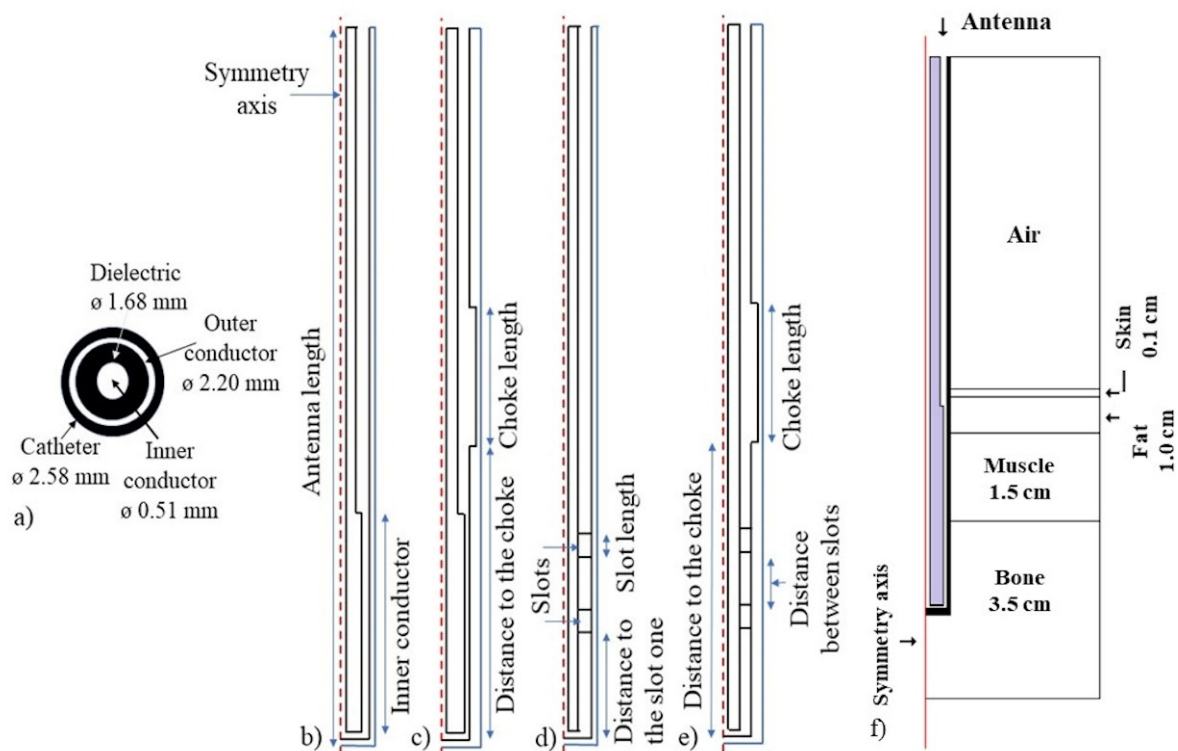 Dielectric
ø 1.68 mm
Outer
conductor
ø 2.20 mm
Catheter
ø 2.58 mm
Inner
conductor
ø 0.51 mm
a)
Symmetry
axis
Antenna length
Inner conductor
b)
Choke length
Distance to the choke
c)
Slots
Slot length
Distance to
the slot one
d)
Choke length
Distance to the choke
Distance
between slots
e)
Antenna
Air
Skin
0.1 cm
Fat
1.0 cm
Muscle
1.5 cm
Bone
3.5 cm
Symmetry axis
f)